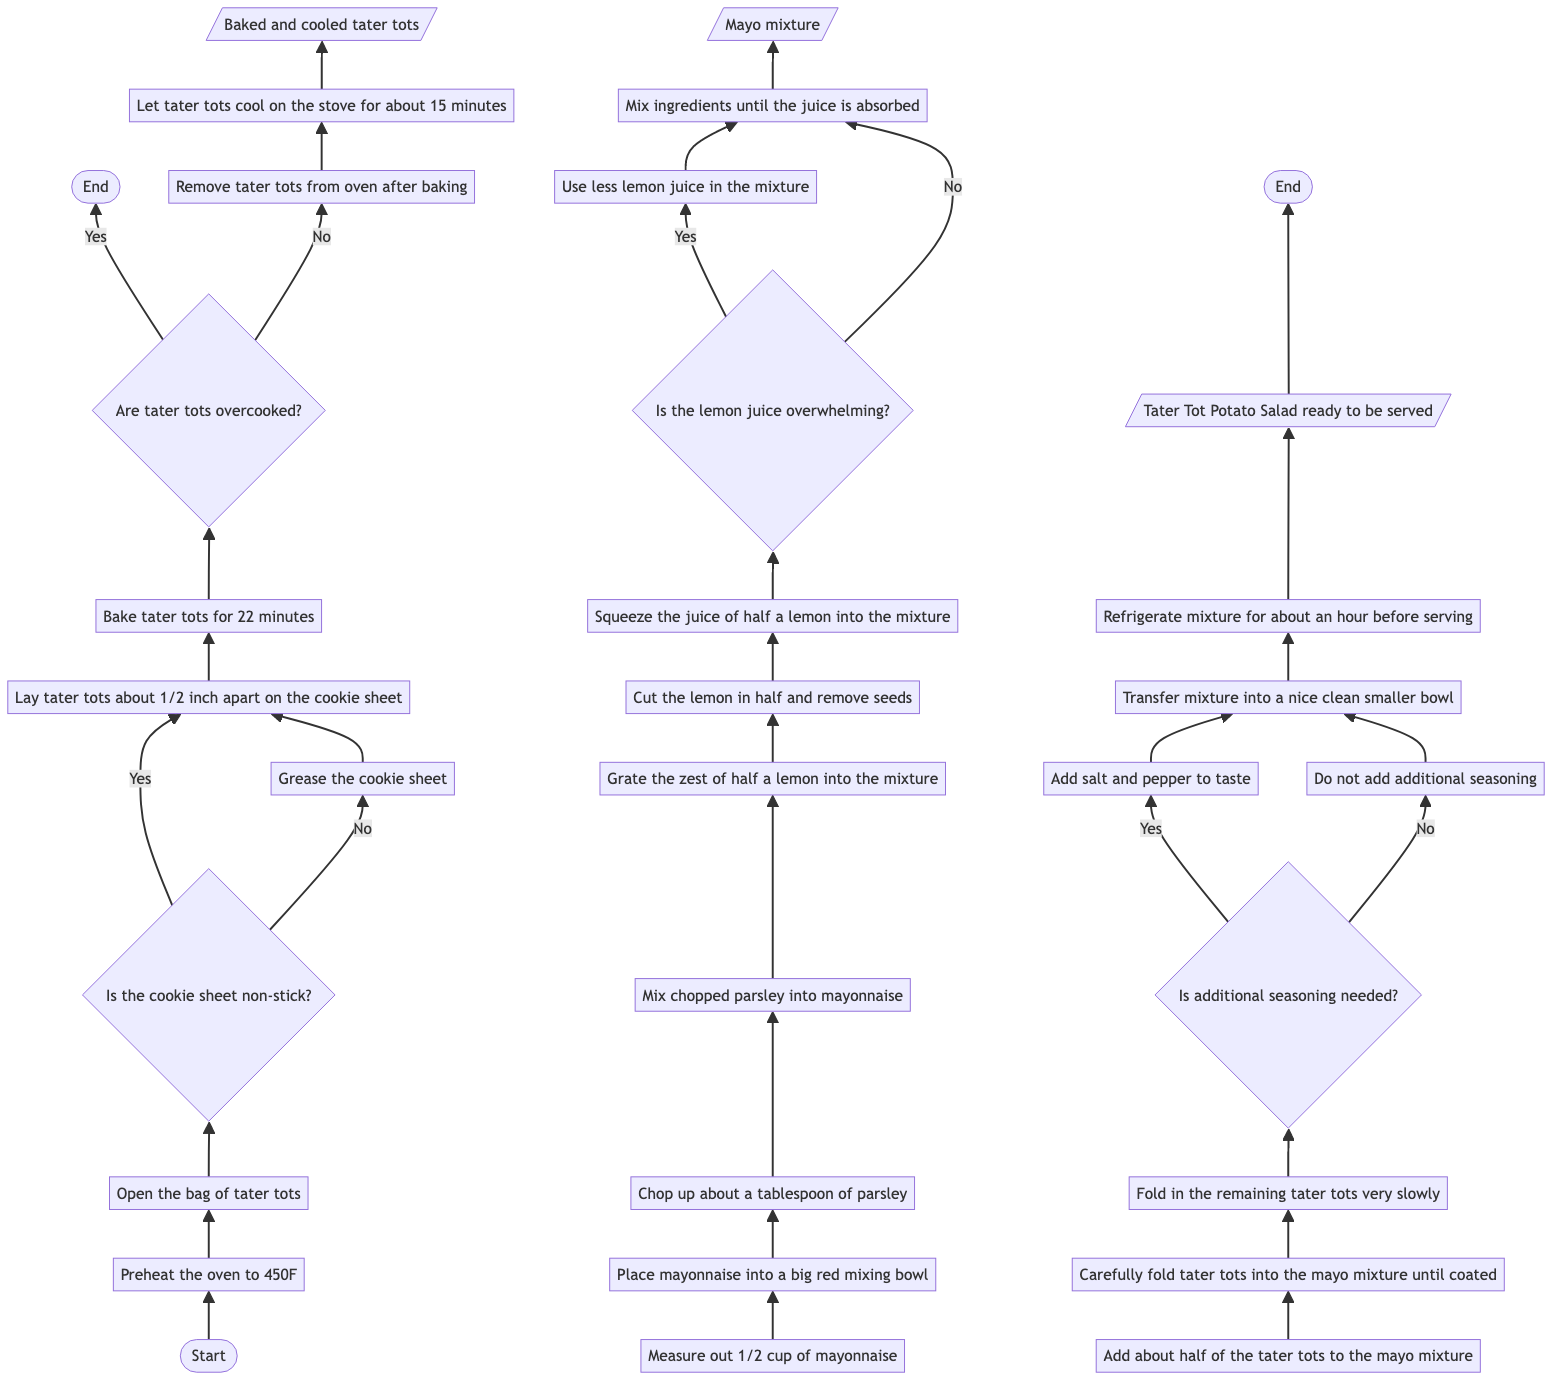 Baked and cooled tater tots
Let tater tots cool on the stove for about 15 minutes
End
Remove tater tots from oven after baking
Yes
No
Are tater tots overcooked?
Bake tater tots for 22 minutes
Lay tater tots about 1/2 inch apart on the cookie sheet
Yes
Grease the cookie sheet
No
Is the cookie sheet non-stick?
Open the bag of tater tots
Preheat the oven to 450F
Start
Mayo mixture
Mix ingredients until the juice is absorbed
Use less lemon juice in the mixture
No
Yes
Is the lemon juice overwhelming?
Squeeze the juice of half a lemon into the mixture
Cut the lemon in half and remove seeds
Grate the zest of half a lemon into the mixture
Mix chopped parsley into mayonnaise
Chop up about a tablespoon of parsley
Place mayonnaise into a big red mixing bowl
Measure out 1/2 cup of mayonnaise
End
Tater Tot Potato Salad ready to be served
Refrigerate mixture for about an hour before serving
Transfer mixture into a nice clean smaller bowl
Add salt and pepper to taste
Do not add additional seasoning
Yes
No
Is additional seasoning needed?
Fold in the remaining tater tots very slowly
Carefully fold tater tots into the mayo mixture until coated
Add about half of the tater tots to the mayo mixture